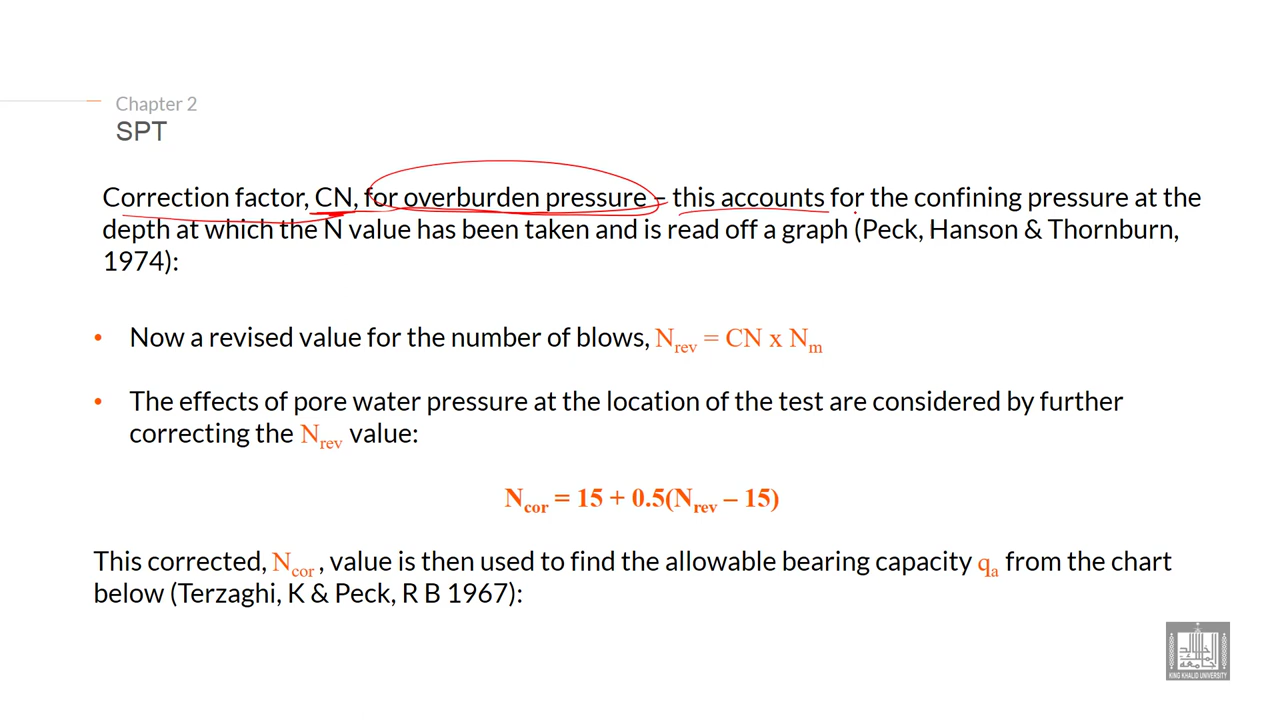 Chapter 2
SPT
Correction factor, CN, for overburden pressure – this accounts for the confining pressure at the
depth at which the N value has been taken and is read off a graph (Peck, Hanson & Thornburn,
1974):
• Now a revised value for the number of blows, Nrev = CN x Nm
• The effects of pore water pressure at the location of the test are considered by further
correcting the Nrev value:
Ncor = 15 + 0.5(Nrev – 15)
This corrected, Ncor , value is then used to find the allowable bearing capacity qa from the chart
below (Terzaghi, K & Peck, R B 1967):
KING KHALID UNIVERSITY